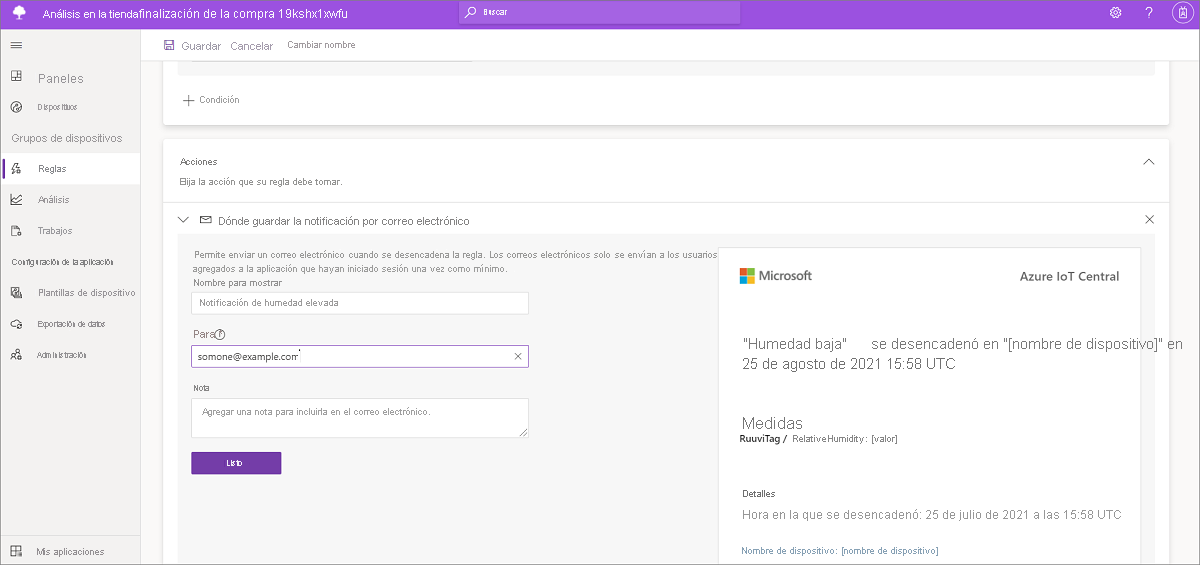 Análisis en la tiendafinalización de la compra 19kshx1xwfu
Buscar
?
Guardar Cancelar Cambiar nombre
Paneles
Dispositivos
Grupos de dispositivos
Reglas
Análisis
Trabajos
Configuración de la aplicación
Plantillas de dispositivo
Exportación de datos
Administración
Mis aplicaciones
Condición
Acciones
Elija la acción que su regla debe tomar.
Dónde guardar la notificación por correo electrónico
Permite enviar un correo electrónico cuando se desencadena la regla. Los correos electrónicos solo se envían a los usuarios
agregados a la aplicación que hayan iniciado sesión una vez como mínimo.
Nombre para mostrar
Notificación de humedad elevada
Para
somone@example.com
Nota
Agregar una nota para incluirla en el correo electrónico.
Listo
Microsoft
Azure IoT Central
"Humedad baja" se desencadenó en "[nombre de dispositivo]" en
25 de agosto de 2021 15:58 UTC
Medidas
RuuviTag / RelativeHumidity: [valor]
Detalles
Hora en la que se desencadenó: 25 de julio de 2021 a las 15:58 UTC
Nombre de dispositivo: [nombre de dispositivo]